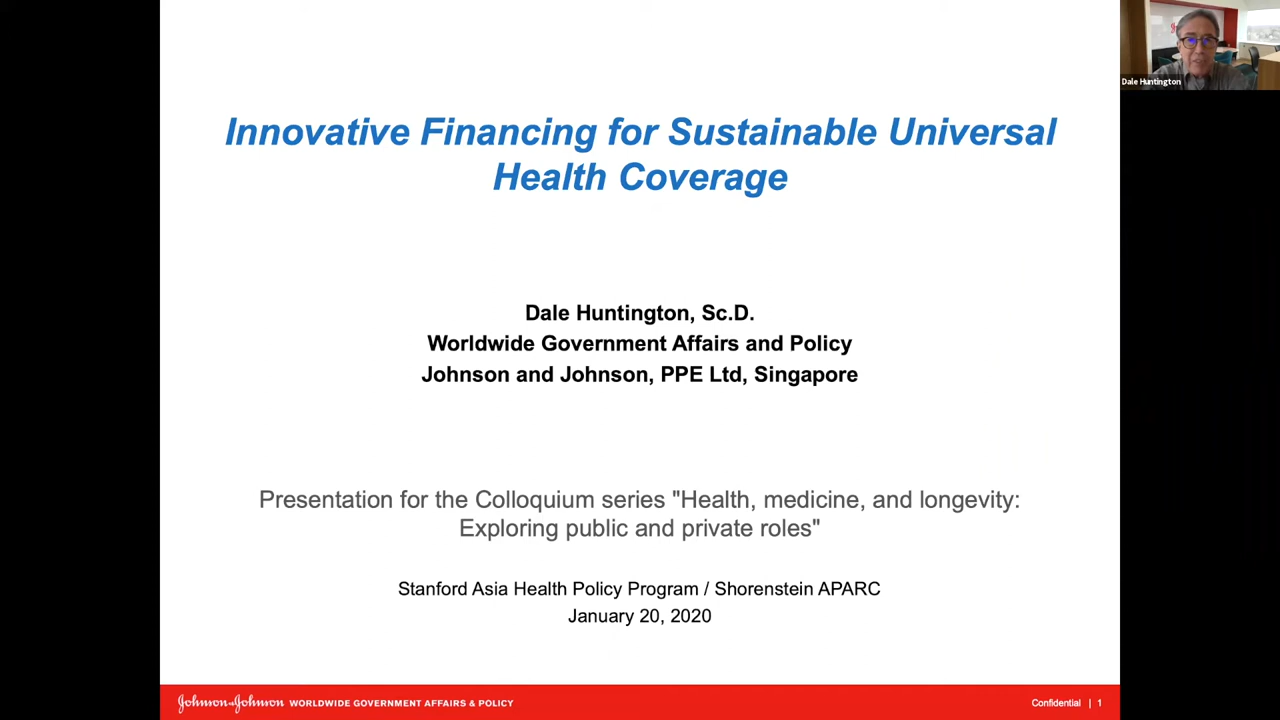 Innovative Financing for Sustainable Universal
Health Coverage
Dale Huntington, Sc.D.
Worldwide Government Affairs and Policy
Johnson and Johnson, PPE Ltd, Singapore
Presentation for the Colloquium series "Health, medicine, and longevity:
Exploring public and private roles"
Stanford Asia Health Policy Program / Shorenstein APARC
January 20, 2020
Johnson & Johnson WORLDWIDE GOVERNMENT AFFAIRS & POLICY
Confidential | 1
Dale Huntington